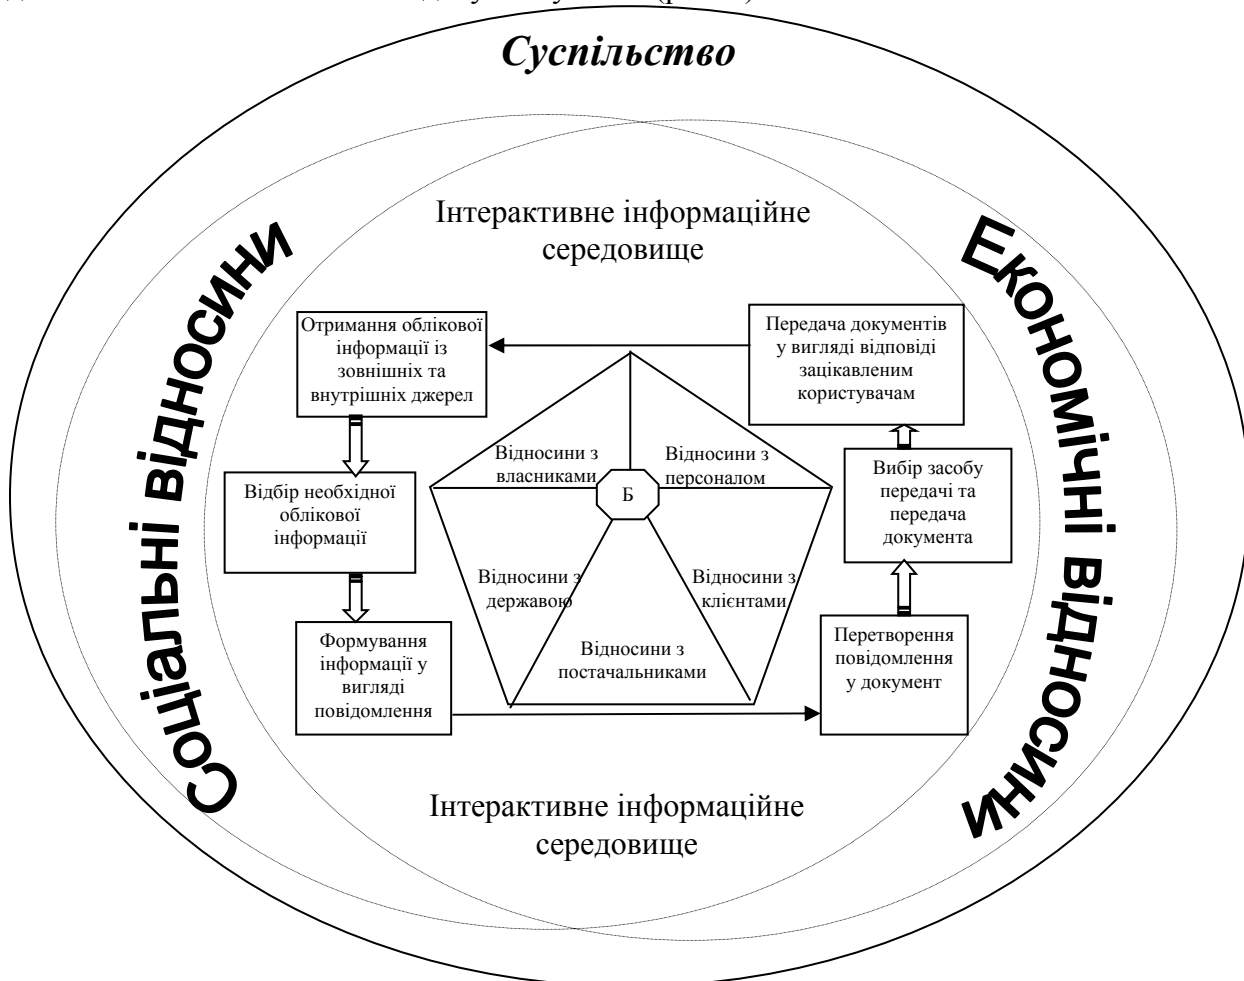 Суспільство
Інтерактивне інформаційне
середовище
Соціальні відносини
Економічні відносини
Отримання облікової
інформації із
зовнішніх та
внутрішніх джерел
Передача документів
у вигляді відповіді
зацікавленим
користувачам
Відносини з
власниками
Відносини з
персоналом
Б
Відбір необхідної
облікової
інформації
Вибір засобу
передачі та
передача
документа
Відносини з
державою
Відносини з
клієнтами
Відносини з
постачальниками
Формування
інформації у
вигляді
повідомлення
Перетворення
повідомлення
у документ
Інтерактивне інформаційне
середовище